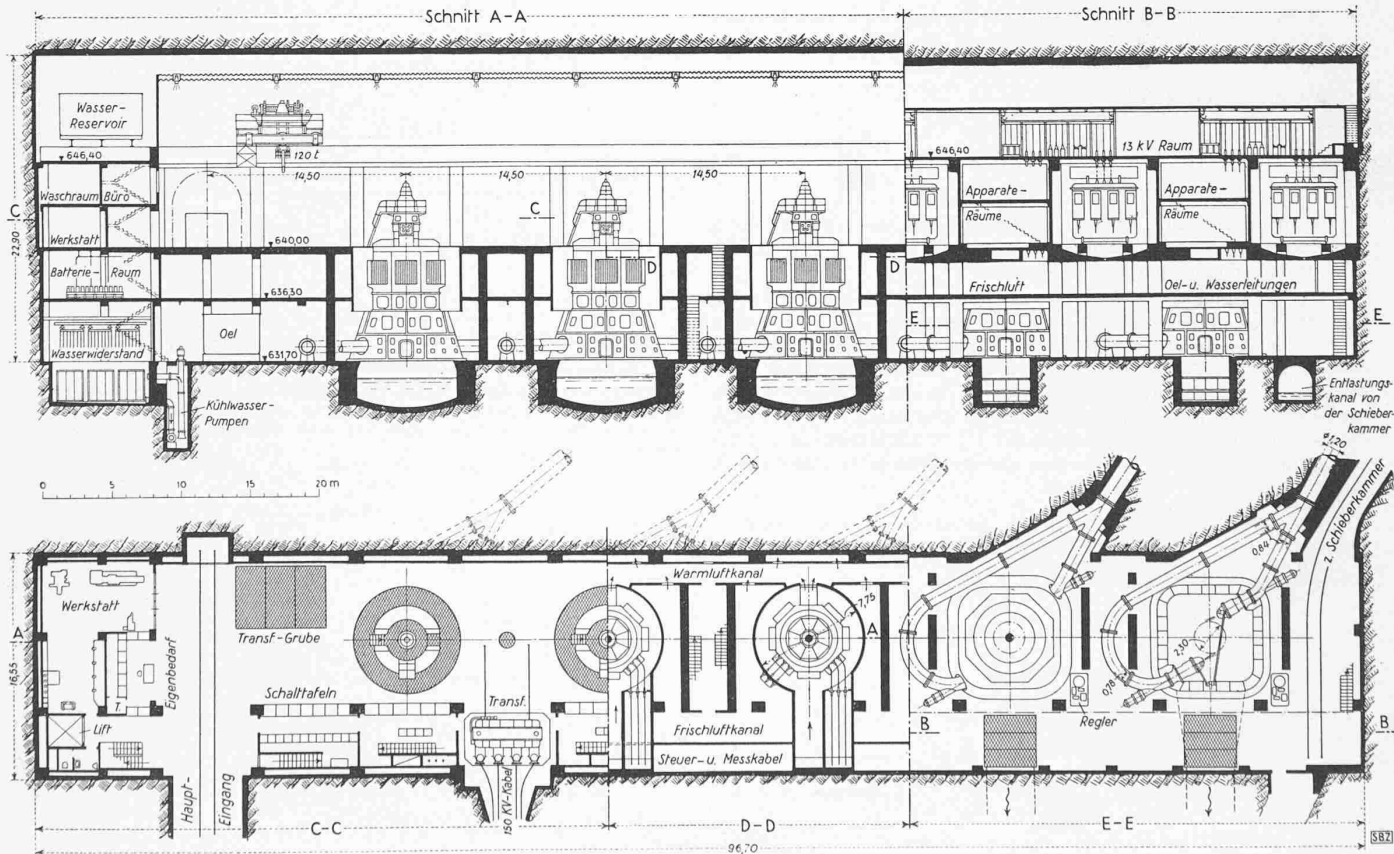 Schnitt A-A
Schnitt B-B
Wasser-
Reservoir
646,40
120 t
14,50
14,50
14,50
Waschraum
Büro
C
C
22,90
Werkstatt
640,00
D
D
Batterie-Raum
636,30
Oel
Wasserwiderstand
631,70
Kühlwasser-
Pumpen
646,40
13 kV Raum
Apparate-
Räume
Apparate-
Räume
Frischluft
Oel-u. Wasserleitungen
E
E
Entlastungs-
kanal von
der Schieber-
kammer
0 5 10 15 20 m
ϕ1,20
z. Schieberkammer
0,84
Warmluftkanal
Werkstatt
Transf-Grube
A
A
7,75
16,55
2,30
0,78
T.
Eigenbedarf
Schalttafeln
Transf.
Lift
Frischluftkanal
Regler
B
B
Steuer-u. Messkabel
Haupt-
Eingang
150 KV-Kabel
C-C
D-D
E-E
96,70
SBZ